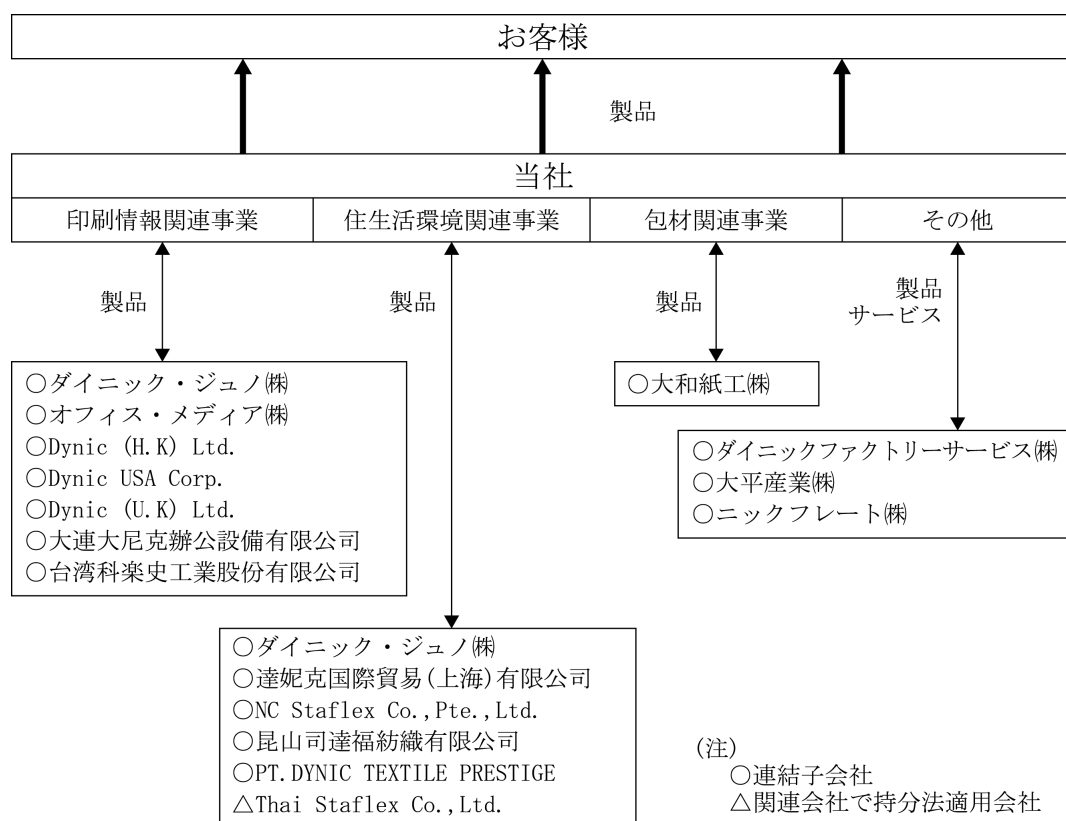 お客様
製品
当社
印刷情報関連事業
住生活環境関連事業
包材関連事業
その他
製品
製品
製品
製品
サービス
○ダイニック・ジュノ㈱
○オフィス・メディア㈱
○Dynic (H.K) Ltd.
○Dynic USA Corp.
○Dynic (U.K) Ltd.
○大連大尼克辦公設備有限公司
○台湾科楽史工業股份有限公司
○大和紙工㈱
○ダイニックファクトリーサービス㈱
○大平産業㈱
○ニックフレート㈱
○ダイニック・ジュノ㈱
○達妮克国際貿易(上海)有限公司
○NC Staflex Co.,Pte.,Ltd.
○昆山司達福紡織有限公司
○PT.DYNIC TEXTILE PRESTIGE
△Thai Staflex Co.,Ltd.
(注)
○連結子会社
△関連会社で持分法適用会社